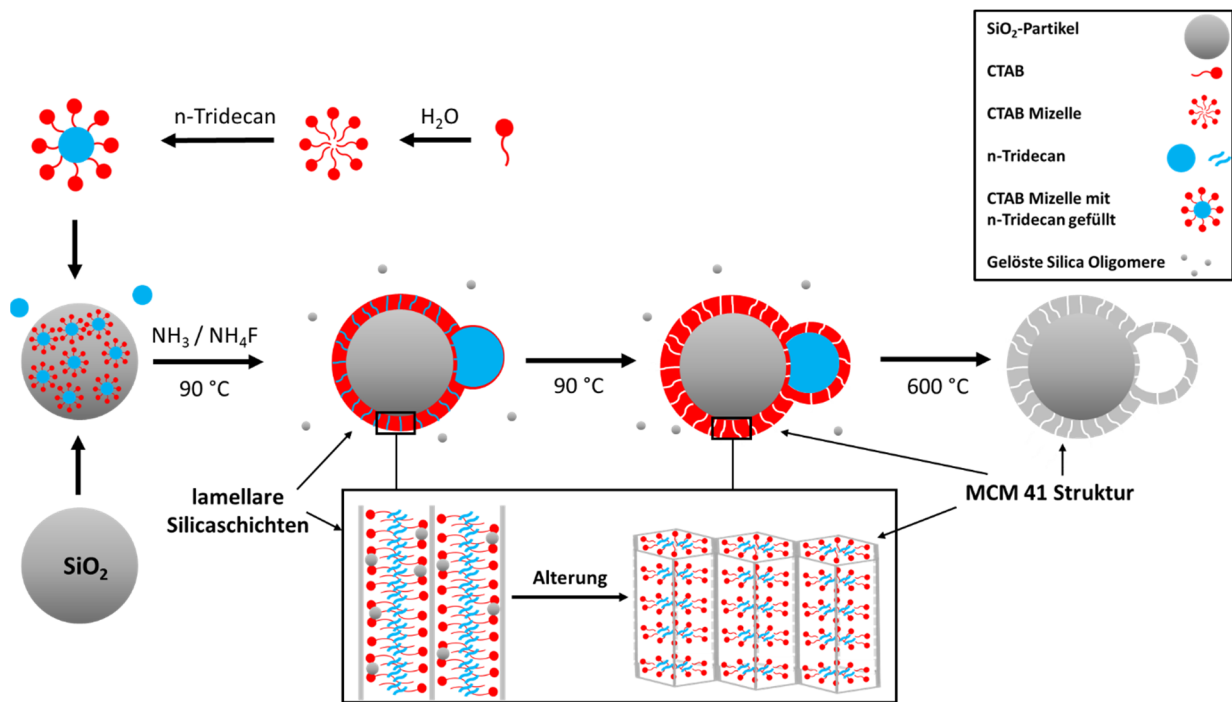 SiO₂-Partikel
CTAB
CTAB Mizelle
n-Tridecan
CTAB Mizelle mit
n-Tridecan gefüllt
Gelöste Silica Oligomere
n-Tridecan
H₂O
NH₃ / NH₄F
90 °C
90 °C
600 °C
lamellare
Silicaschichten
MCM 41 Struktur
SiO₂
Alterung